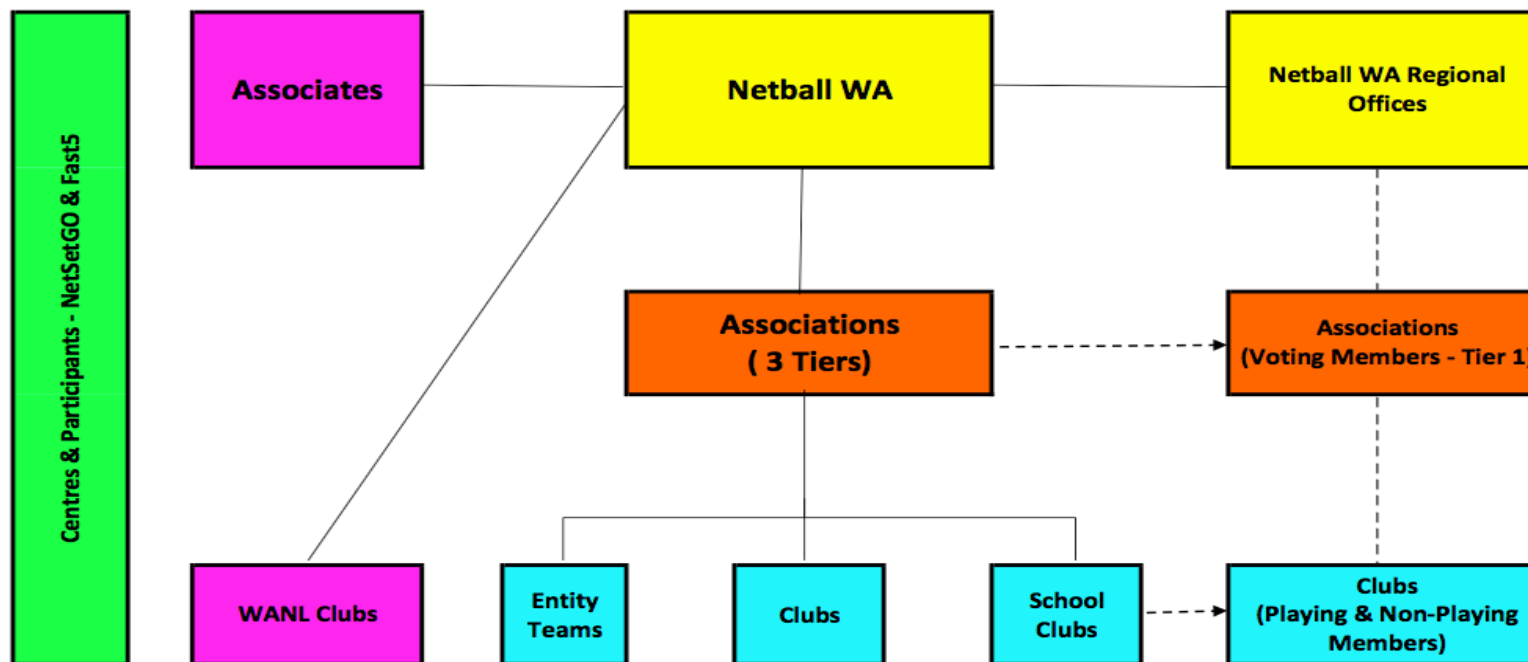 Centres & Participants - NetSetGO & Fast5
Associates
Netball WA
Netball WA Regional
Offices
Associations
( 3 Tiers)
Associations
(Voting Members - Tier 1)
WANL Clubs
Entity
Teams
Clubs
School
Clubs
Clubs
(Playing & Non-Playing
Members)